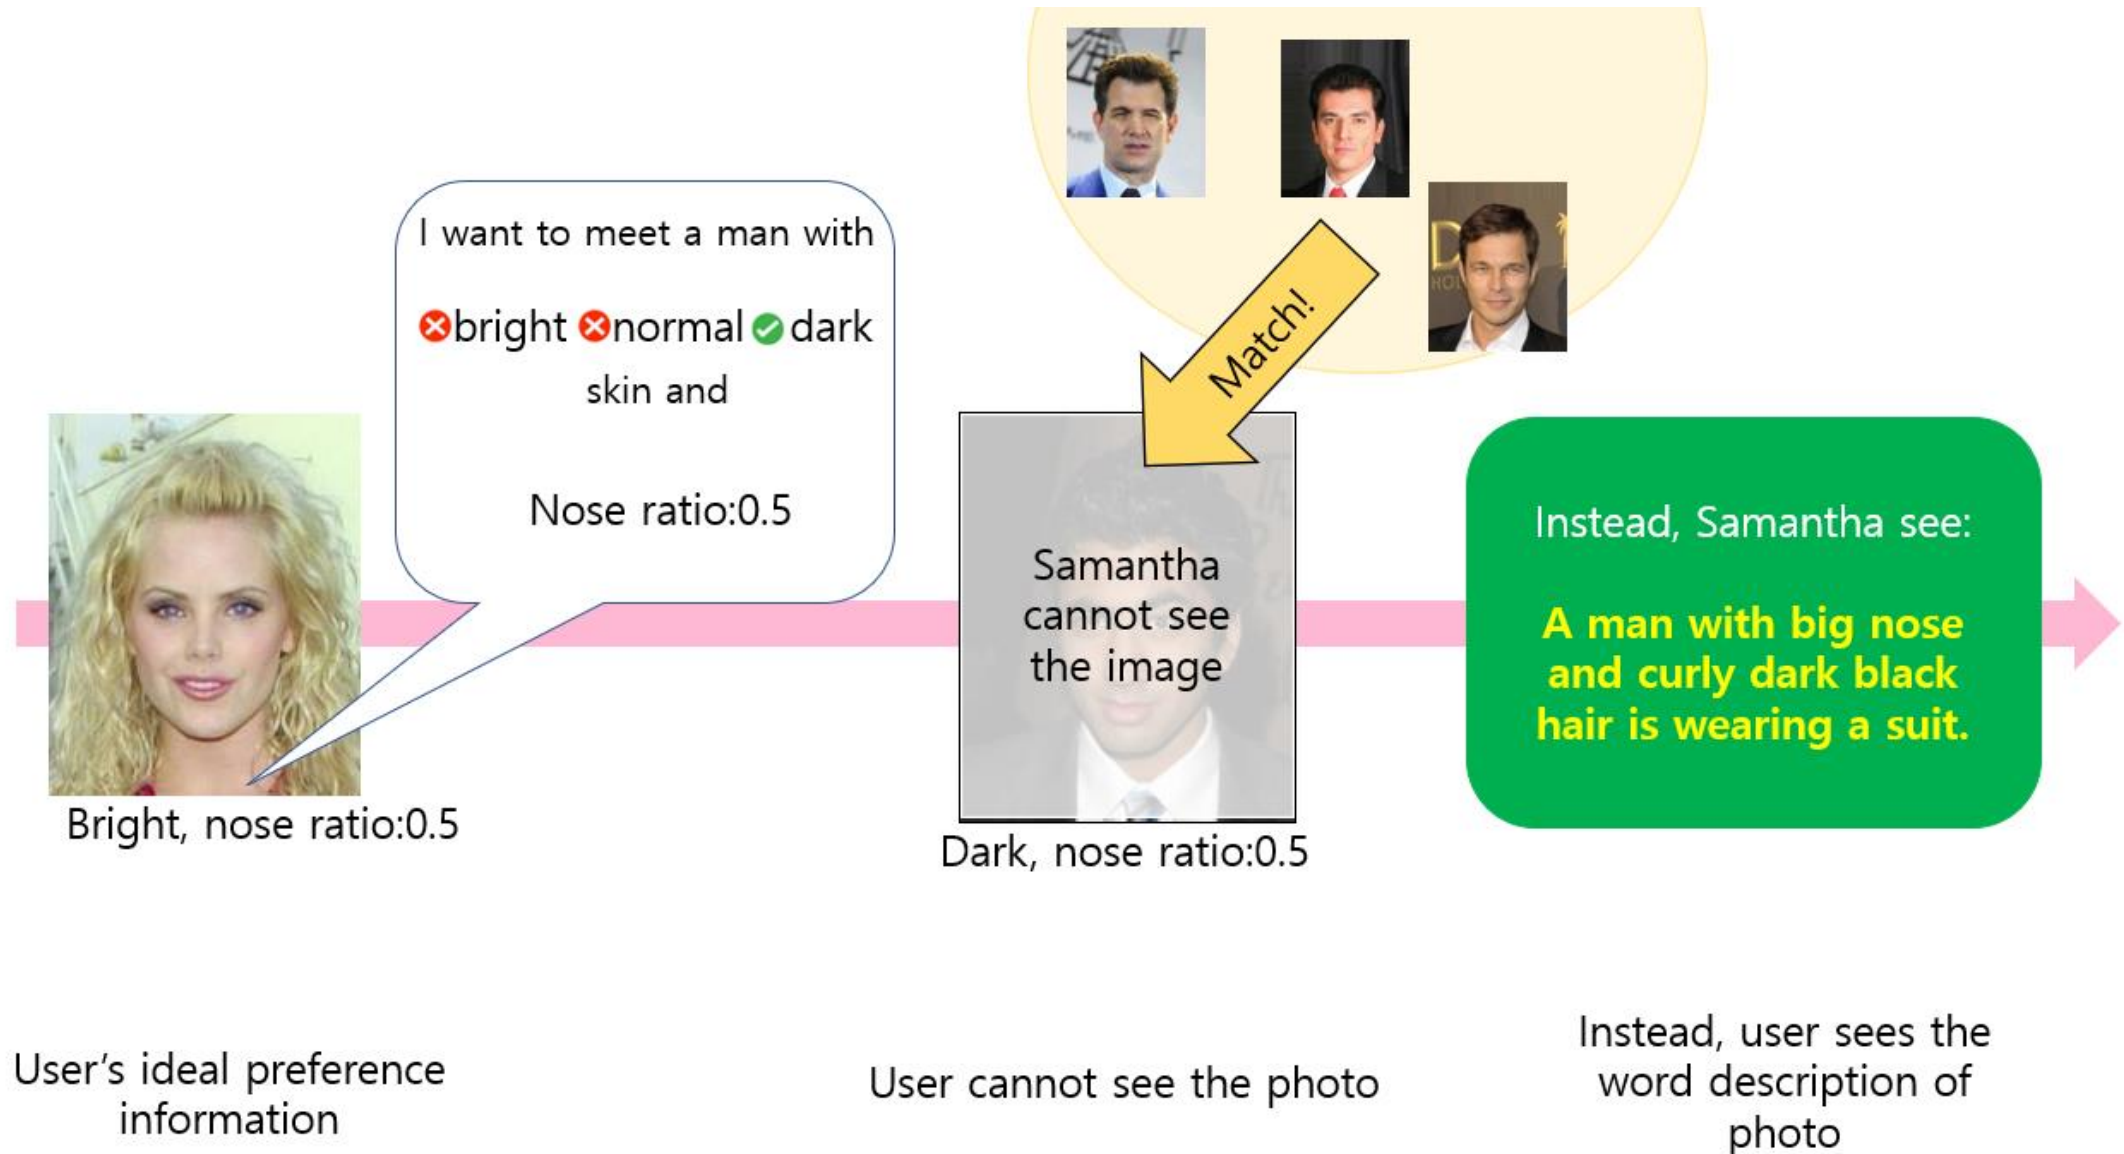 I want to meet a man with
bright normal dark
skin and
Nose ratio:0.5
Bright, nose ratio:0.5
Match!
Samantha
cannot see
the image
Dark, nose ratio:0.5
Instead, Samantha see:
A man with big nose
and curly dark black
hair is wearing a suit.
User's ideal preference
information
User cannot see the photo
Instead, user sees the
word description of
photo